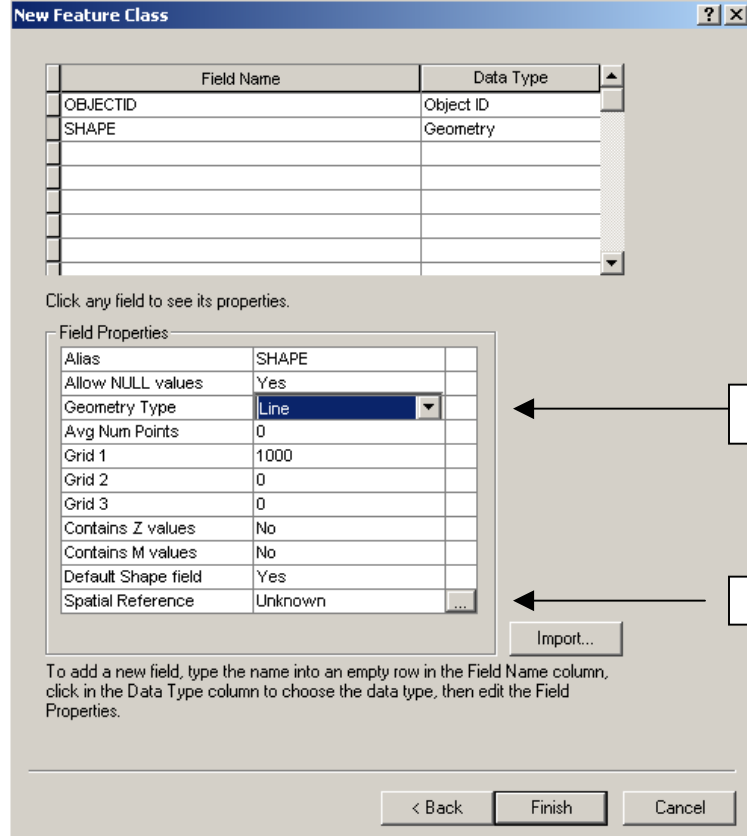 New Feature Class
Field Name Data Type
OBJECTID Object ID
SHAPE Geometry
Click any field to see its properties.
Field Properties
Alias SHAPE
Allow NULL values Yes
Geometry Type Line
Avg Num Points 0
Grid 1 1000
Grid 2 0
Grid 3 0
Contains Z values No
Contains M values No
Default Shape field Yes
Spatial Reference Unknown ...
Import...
To add a new field, type the name into an empty row in the Field Name column,
click in the Data Type column to choose the data type, then edit the Field
Properties.
< Back Finish Cancel